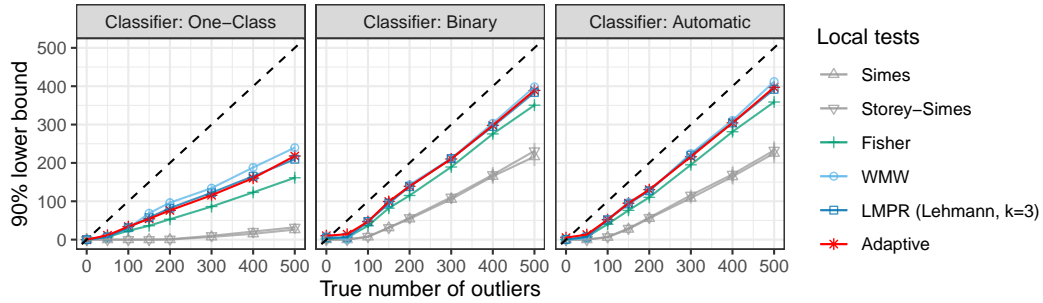 Classifier: One−Class
Classifier: Binary
Classifier: Automatic
90% lower bound
500
400
300
200
100
0
0 100 200 300 400 500
0 100 200 300 400 500
0 100 200 300 400 500
True number of outliers
Local tests
Simes
Storey−Simes
Fisher
WMW
LMPR (Lehmann, k=3)
Adaptive